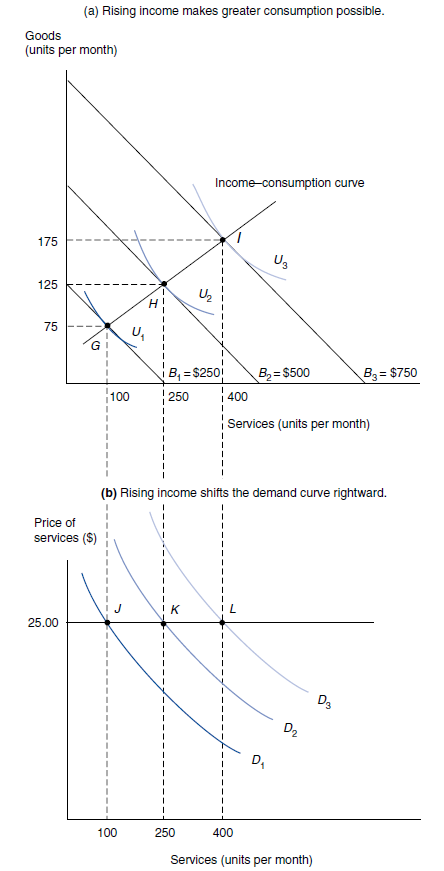 (a) Rising income makes greater consumption possible.
Goods
(units per month)
Income–consumption curve
175
I
U3
125
H
U2
75
G
U1
B1 = $250
B2 = $500
B3 = $750
100
250
400
Services (units per month)
(b) Rising income shifts the demand curve rightward.
Price of
services ($)
J
K
L
25.00
D3
D2
D1
100
250
400
Services (units per month)